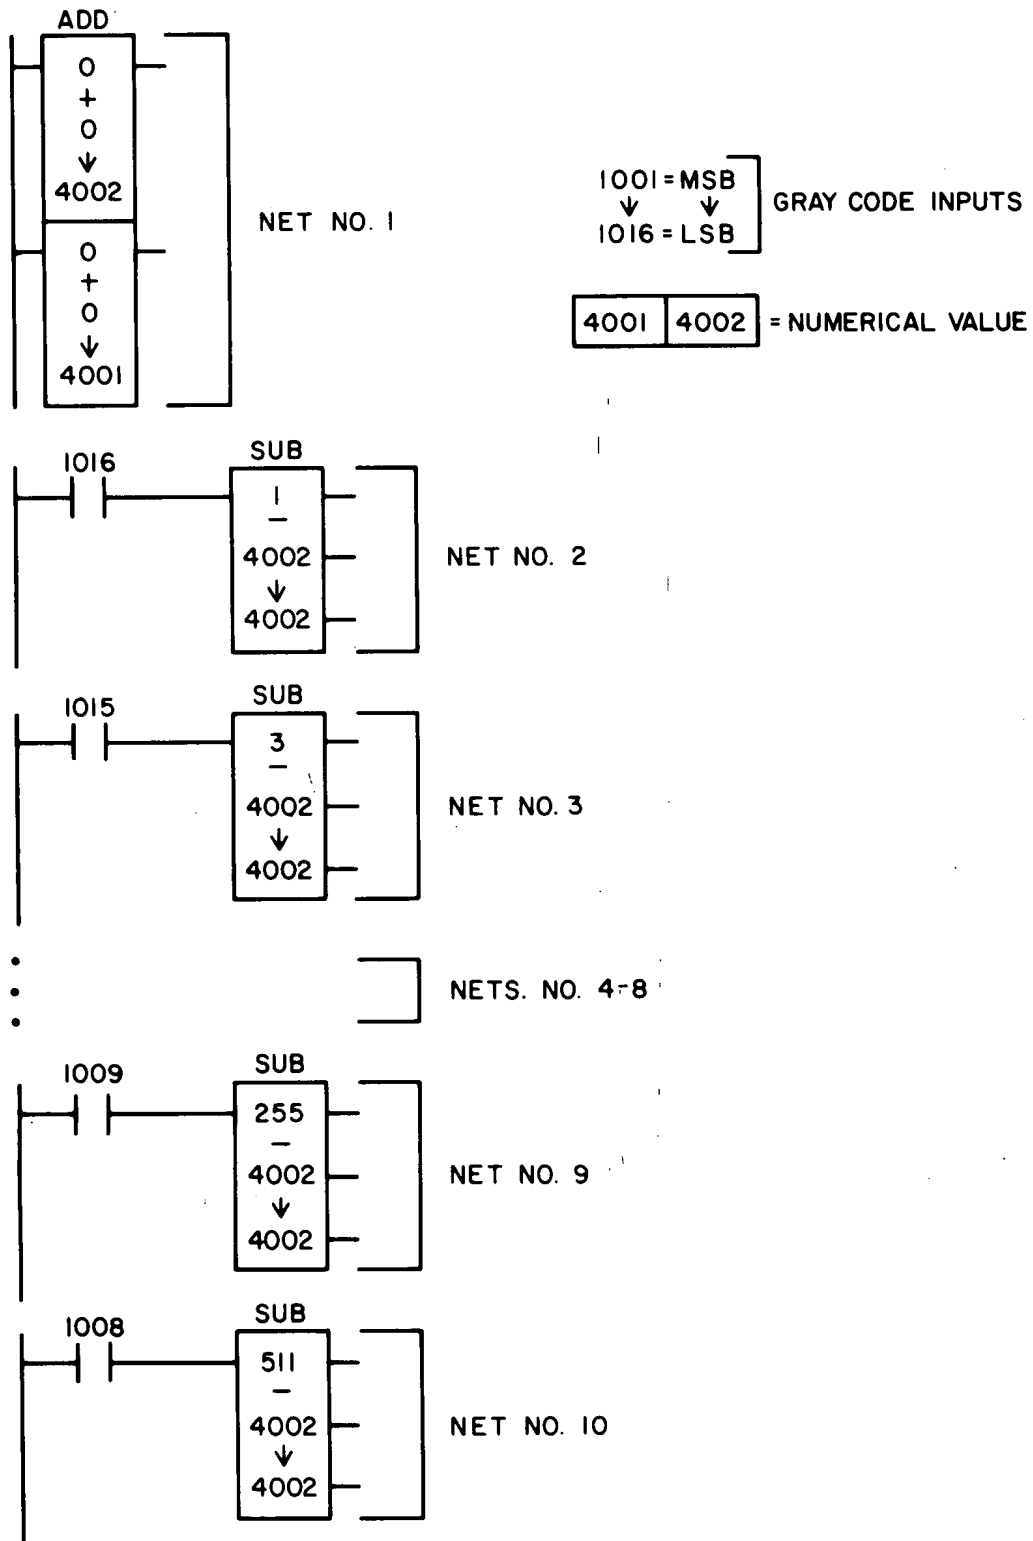 ADD
0
+
0
↓
4002
0
+
0
↓
4001
NET NO. 1
1001 = MSB
↓ ↓
1016 = LSB
GRAY CODE INPUTS
4001 4002 = NUMERICAL VALUE
1016
SUB
1
−
4002
↓
4002
NET NO. 2
1015
SUB
3
−
4002
↓
4002
NET NO. 3
NETS. NO. 4-8
1009
SUB
255
−
4002
↓
4002
NET NO. 9
1008
SUB
511
−
4002
↓
4002
NET NO. 10